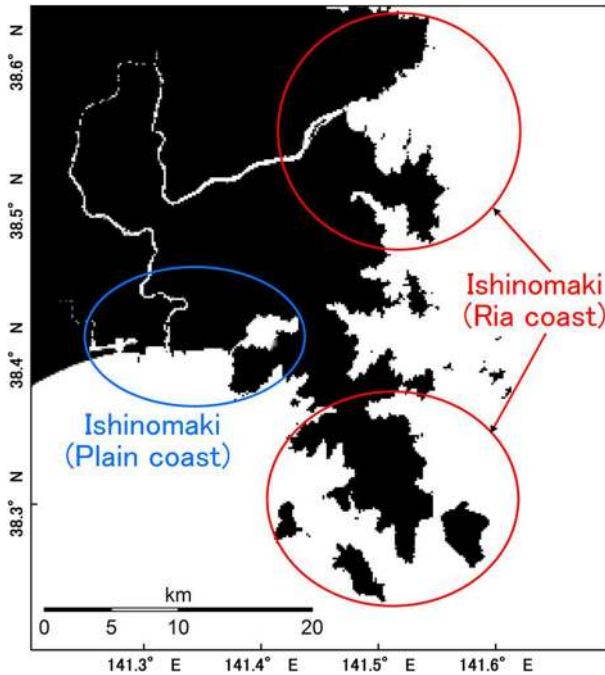 38.6° N
38.5° N
38.4° N
38.3° N
Ishinomaki
(Ria coast)
Ishinomaki
(Plain coast)
km
0 5 10 20
141.3° E 141.4° E 141.5° E 141.6° E